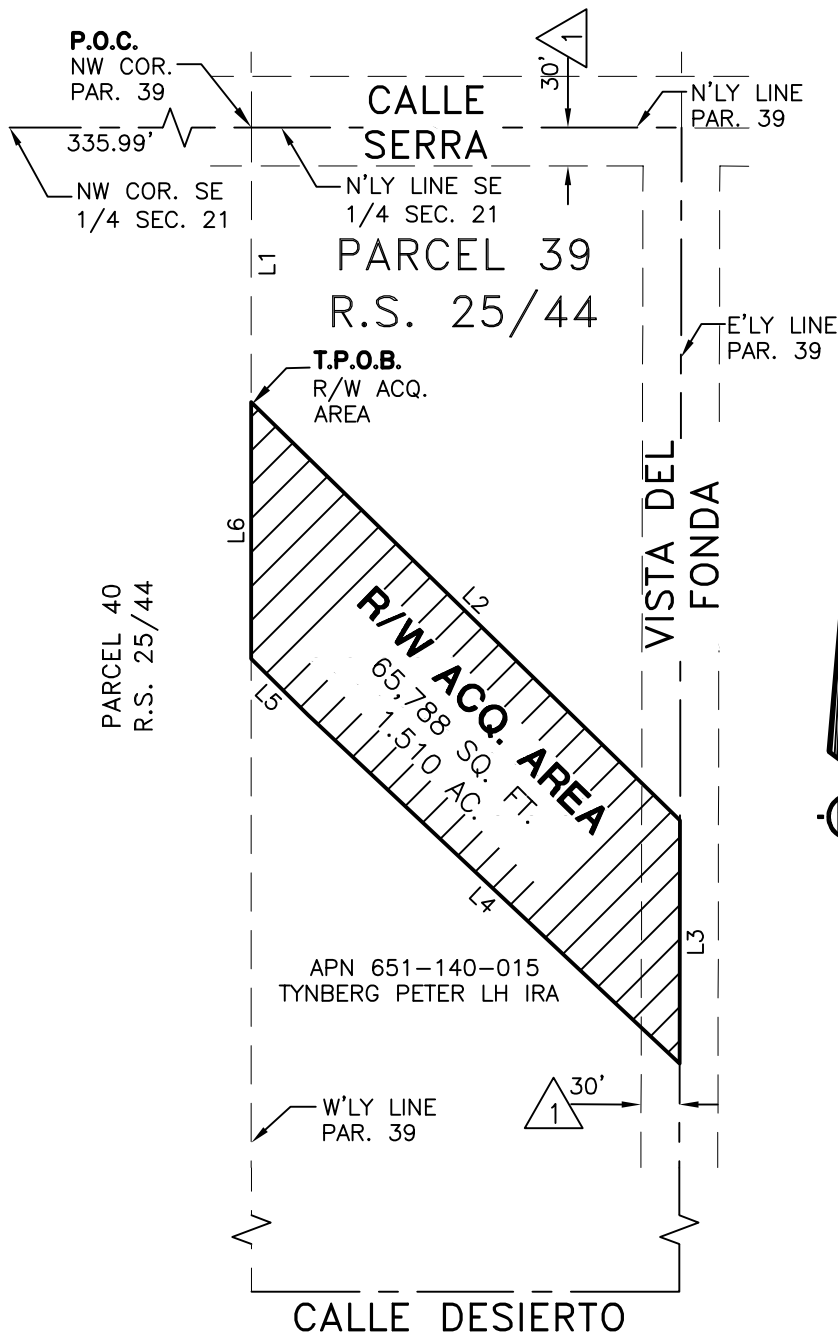 P.O.C.
NW COR.
PAR. 39
1
30'
CALLE
SERRA
N'LY LINE
PAR. 39
335.99'
NW COR. SE
1/4 SEC. 21
N'LY LINE SE
1/4 SEC. 21
L1
PARCEL 39
R.S. 25/44
E'LY LINE
PAR. 39
T.P.O.B.
R/W ACQ.
AREA
VISTA DEL
FONDA
L6
L2
PARCEL 40
R.S. 25/44
R/W ACQ. AREA
65,788 SQ. FT.
1.510 AC.
L5
L4
L3
APN 651-140-015
TYNBERG PETER LH IRA
1
30'
W'LY LINE
PAR. 39
CALLE DESIERTO